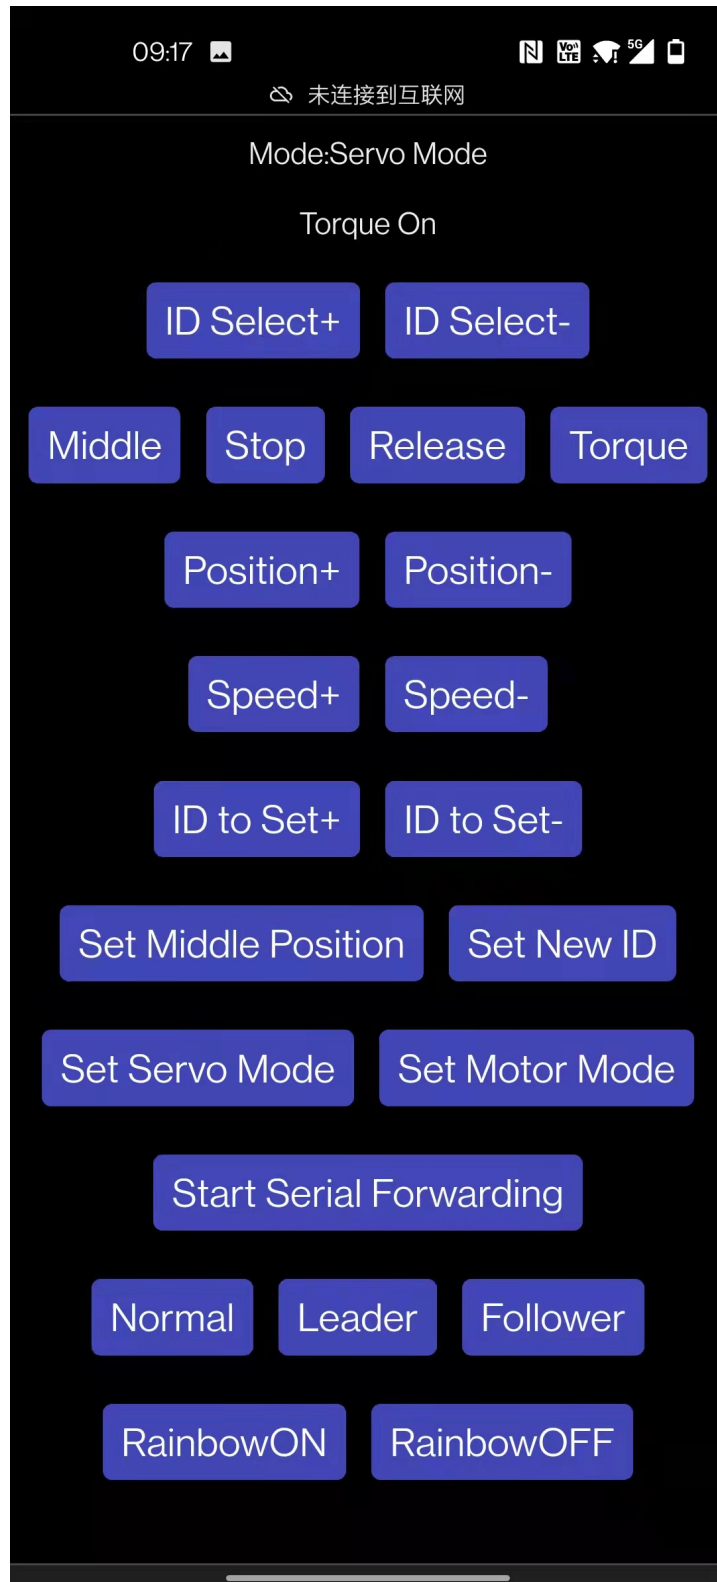 09:17 VoLTE 5G
未连接到互联网
Mode:Servo Mode
Torque On
ID Select+ ID Select-
Middle Stop Release Torque
Position+ Position-
Speed+ Speed-
ID to Set+ ID to Set-
Set Middle Position Set New ID
Set Servo Mode Set Motor Mode
Start Serial Forwarding
Normal Leader Follower
RainbowON RainbowOFF